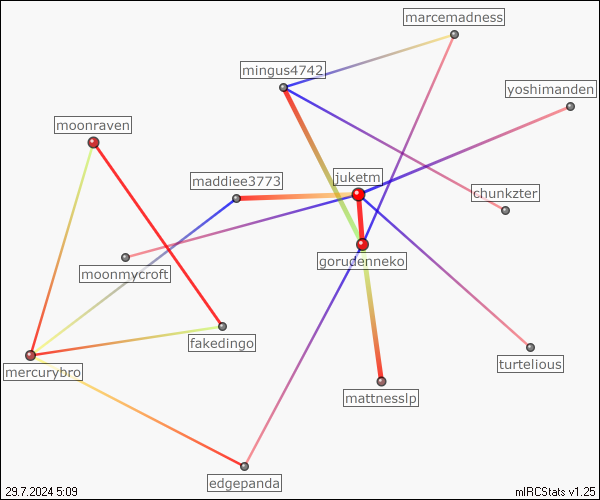 marcemadness
mingus4742
yoshimanden
moonraven
juketm
maddiee3773
chunkzter
gorudenneko
moonmycroft
fakedingo
turtelious
mercurybro
mattnesslp
edgepanda
29.7.2024 5:09
mIRCStats v1.25